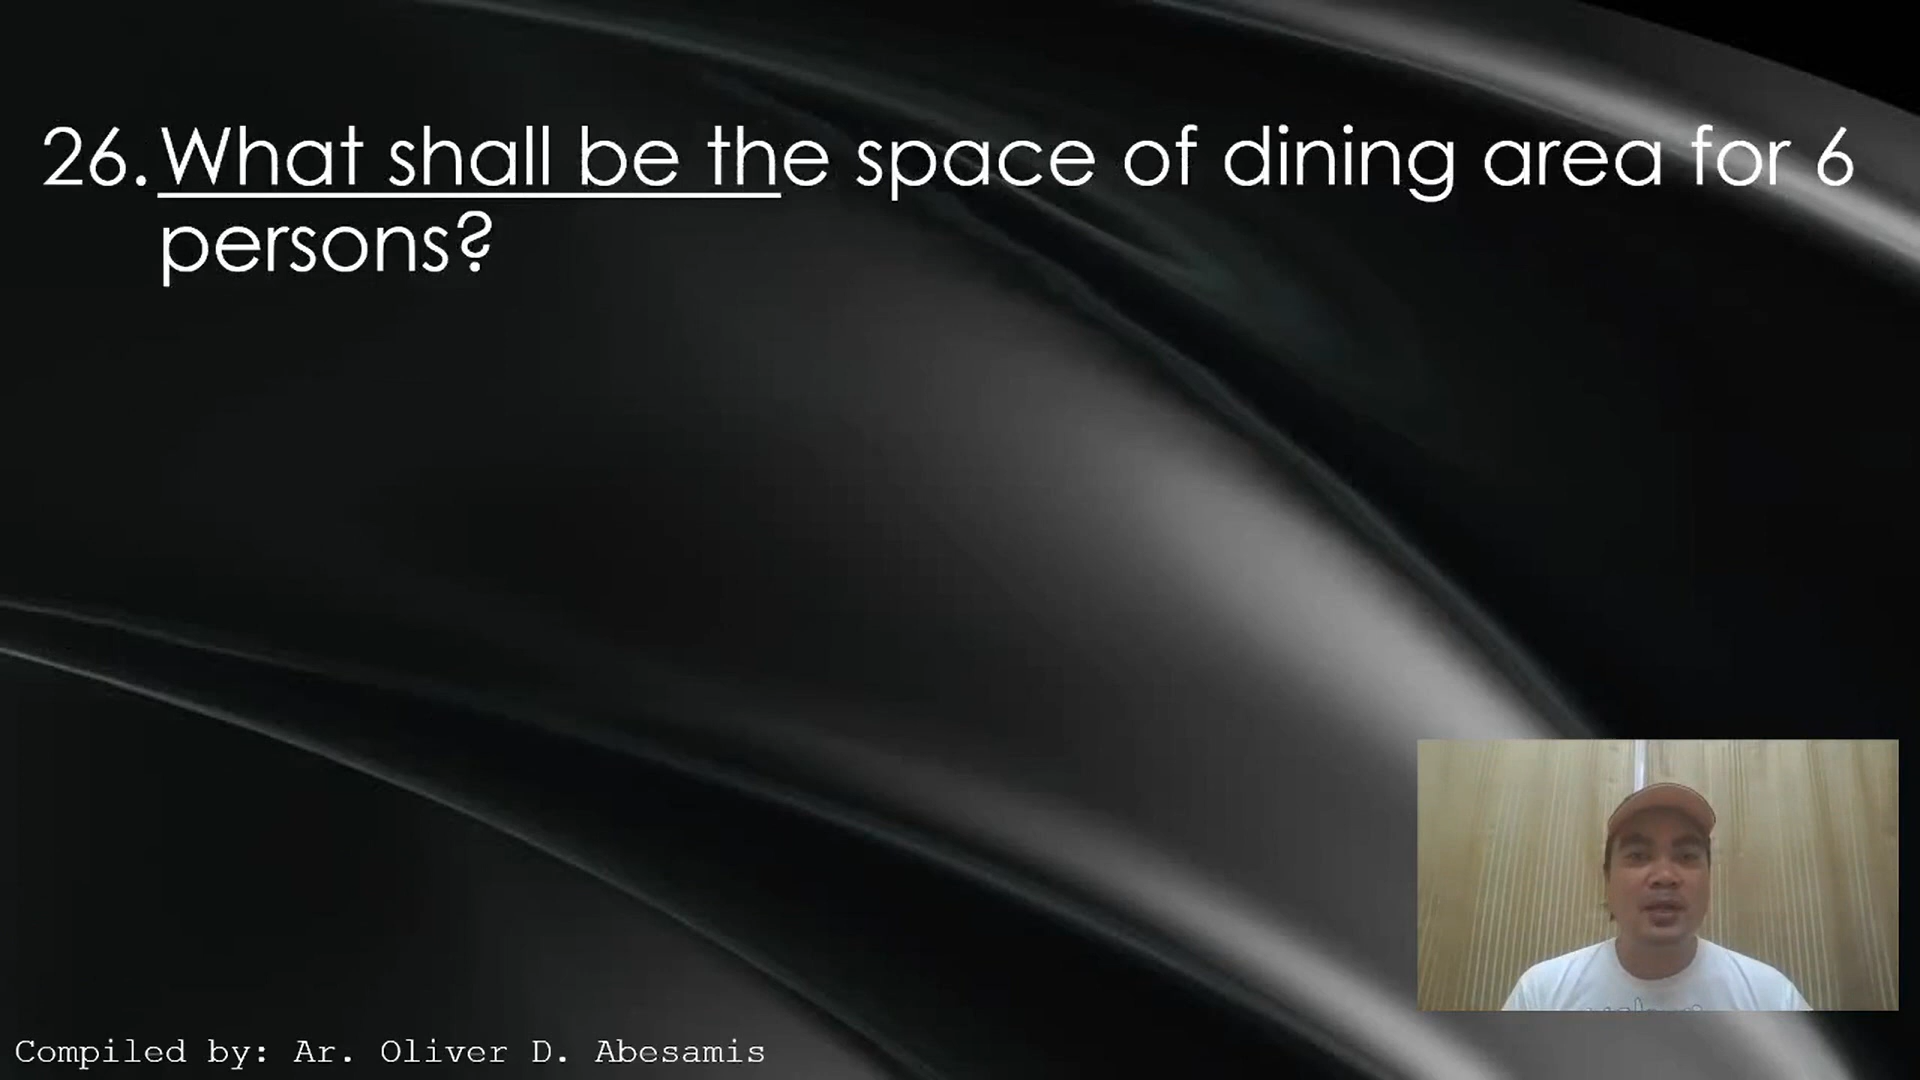 26. What shall be the space of dining area for 6
persons?
Compiled by: Ar. Oliver D. Abesamis